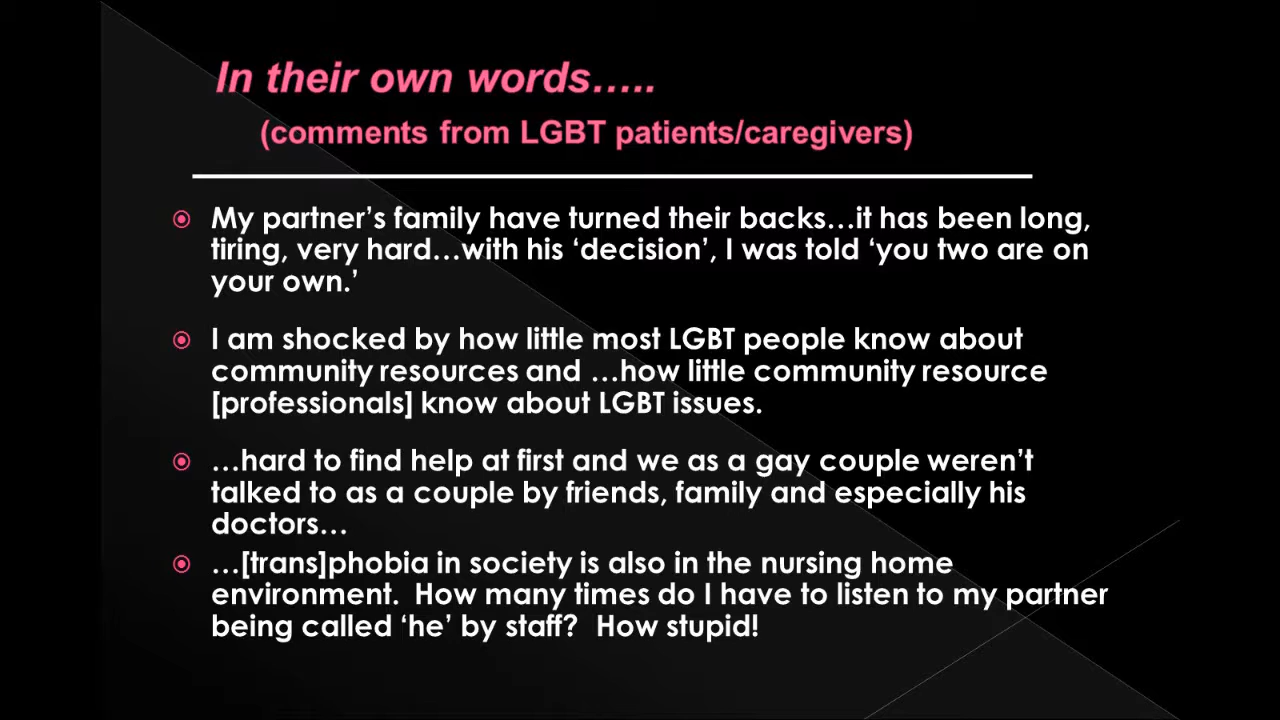 In their own words…..
(comments from LGBT patients/caregivers)
My partner’s family have turned their backs…it has been long,
tiring, very hard…with his ‘decision’, I was told ‘you two are on
your own.’
I am shocked by how little most LGBT people know about
community resources and …how little community resource
[professionals] know about LGBT issues.
…hard to find help at first and we as a gay couple weren’t
talked to as a couple by friends, family and especially his
doctors…
…[trans]phobia in society is also in the nursing home
environment.  How many times do I have to listen to my partner
being called ‘he’ by staff?  How stupid!